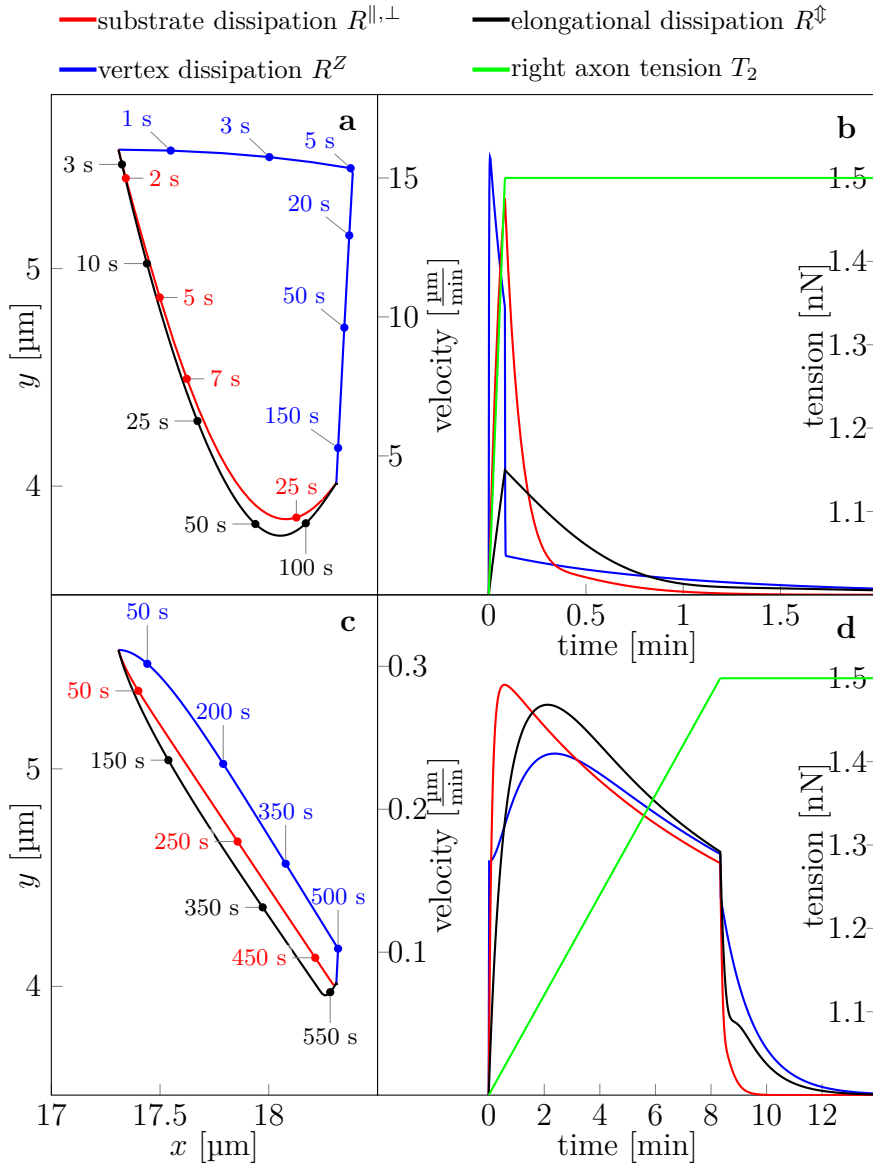 substrate dissipation R^{∥,⊥}
elongational dissipation R^⇕
vertex dissipation R^Z
right axon tension T_2
a
1 s
3 s
5 s
3 s
2 s
20 s
10 s
5 s
50 s
7 s
25 s
150 s
25 s
50 s
100 s
5
4
y [µm]
b
15
10
5
velocity [µm/min]
1.5
1.4
1.3
1.2
1.1
tension [nN]
0
0.5
1
1.5
time [min]
c
50 s
50 s
200 s
150 s
350 s
250 s
350 s
500 s
450 s
550 s
5
4
y [µm]
17
17.5
18
x [µm]
d
0.3
0.2
0.1
velocity [µm/min]
1.5
1.4
1.3
1.2
1.1
tension [nN]
0
2
4
6
8
10
12
time [min]